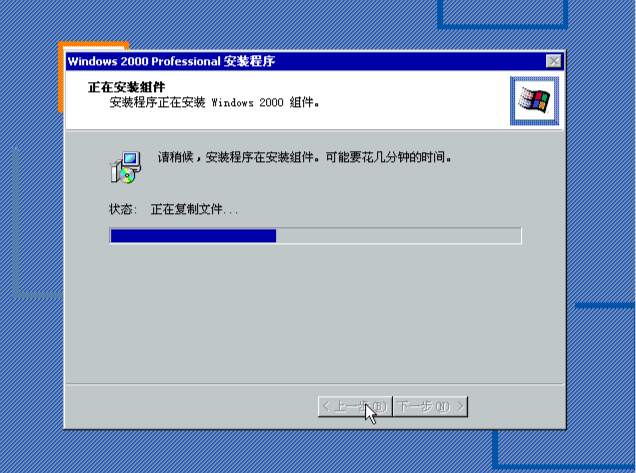 Windows 2000 Professional 安装程序
正在安装组件
安装程序正在安装 Windows 2000 组件。
请稍候，安装程序在安装组件。可能要花几分钟的时间。
状态: 正在复制文件...
< 上一步(B) 下一步(N) >